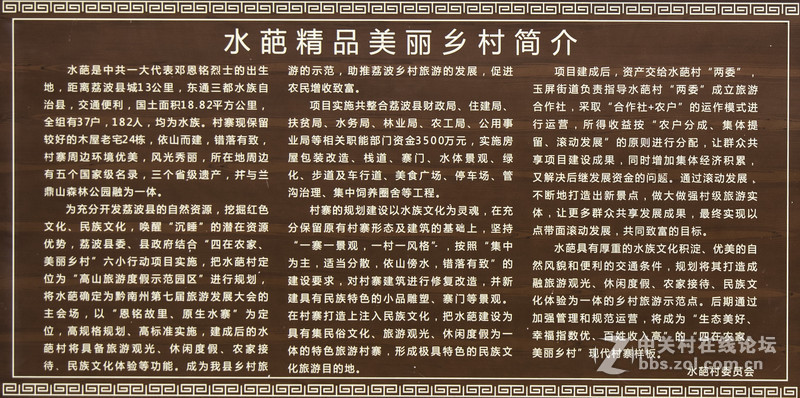 水葩精品美丽乡村简介
水葩是中共一大代表邓恩铭烈士的出生
地，距离荔波县城13公里，东通三都水族自
治县，交通便利，国土面积18.82平方公里，
全组有37户，182人，均为水族。村寨现保留
较好的木屋老宅24栋，依山而建，错落有致，
村寨周边环境优美，风光秀丽，所在地周边
有五个国家级名录，三个省级遗产，并与兰
鼎山森林公园融为一体。
为充分开发荔波县的自然资源，挖掘红色
文化、民族文化，唤醒“沉睡”的潜在资源
优势，荔波县委、县政府结合“四在农家、
美丽乡村”六小行动项目实施，把水葩村定
位为“高山旅游度假示范园区”进行规划，
将水葩确定为黔南州第七届旅游发展大会的
主会场，以“恩铭故里、原生水寨”为定
位，高规格规划、高标准实施，建成后的水
葩村将具备旅游观光、休闲度假、农家接
待、民族文化体验等功能。成为我县乡村旅
游的示范，助推荔波乡村旅游的发展，促进
农民增收致富。
项目实施共整合荔波县财政局、住建局、
扶贫局、水务局、林业局、农工局、公用事
业局等相关职能部门资金3500万元，实施房
屋包装改造、栈道、寨门、水体景观、绿
化、步道及车行道、美食广场、停车场、管
沟治理、集中饲养圈舍等工程。
村寨的规划建设以水族文化为灵魂，在充
分保留原有村寨形态及建筑的基础上，坚持
“一寨一景观，一村一风格”，按照“集中
为主，适当分散，依山傍水，错落有致”的
建设要求，对村寨建筑进行修复改造，并新
建具有民族特色的小品雕塑、寨门等景观。
在村寨打造上注入民族文化，把水葩建设为
具有集民俗文化、旅游观光、休闲度假为一
体的特色旅游村寨，形成极具特色的民族文
化旅游目的地。
项目建成后，资产交给水葩村“两委”，
玉屏街道负责指导水葩村“两委”成立旅游
合作社，采取“合作社+农户”的运作模式进
行运营，所得收益按“农户分成、集体提
留、滚动发展”的原则进行分配，让群众共
享项目建设成果，同时增加集体经济积累，
又解决后继发展资金的问题。通过滚动发展，
不断地打造出新景点，做大做强村级旅游实
体，让更多群众共享发展成果，最终实现以
点带面滚动发展，共同致富的目标。
水葩具有厚重的水族文化积淀、优美的自
然风貌和便利的交通条件，规划将其打造成
融旅游观光、休闲度假、农家接待、民族文
化体验为一体的乡村旅游示范点。后期通过
加强管理和规范运营，将成为“生态美好、
幸福指数优、百姓收入高”的“四在农家、
美丽乡村”现代村寨样板。
水葩村委员会
中关村在线论坛
bbs.zol.com.cn